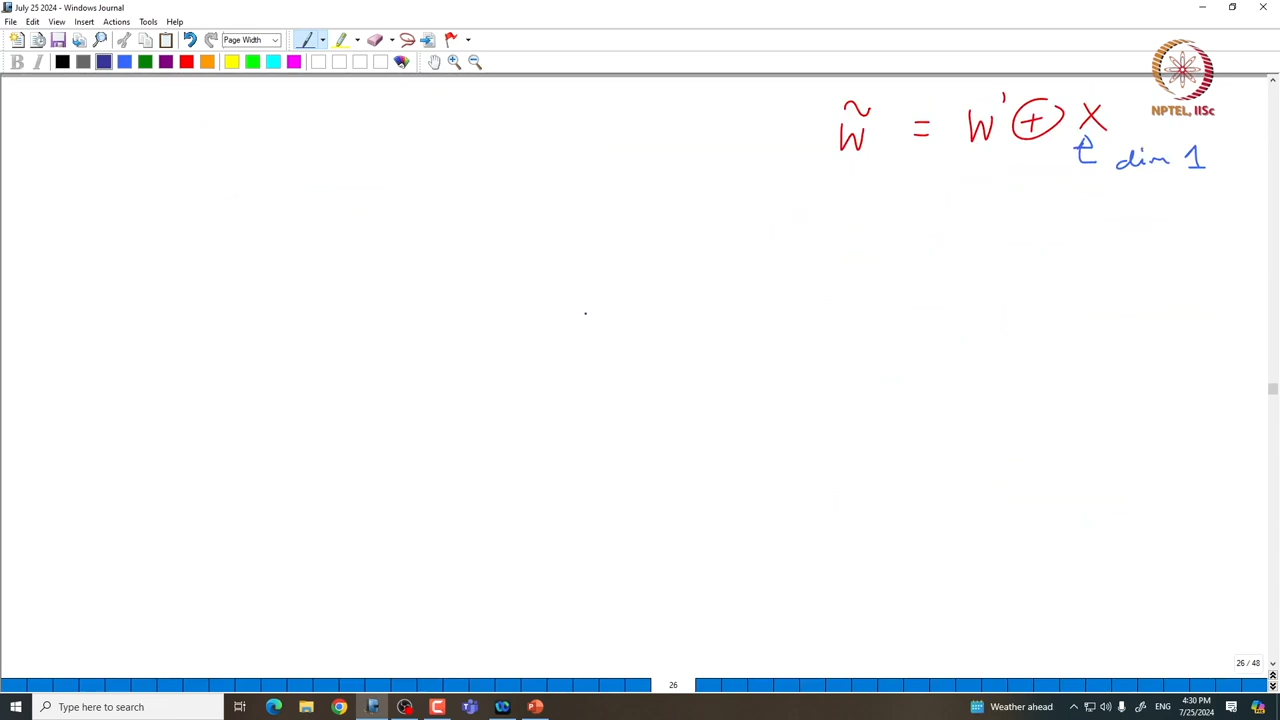 July 25 2024 - Windows Journal
File Edit View Insert Actions Tools Help
Page Width
B I
NPTEL, IISc
W̃ = W' ⊕ X
dim 1
26 / 48
26
Type here to search
Weather ahead
ENG
4:30 PM
7/25/2024